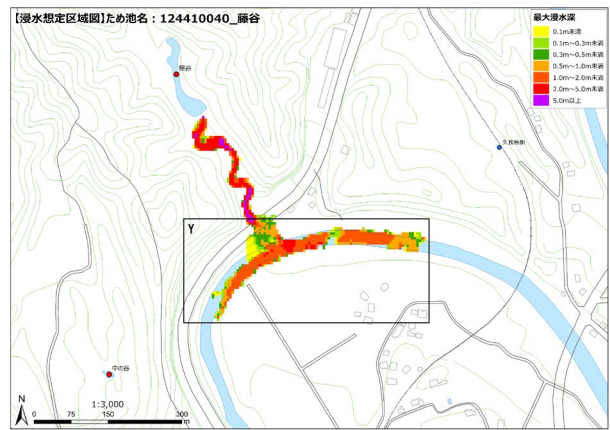 【浸水想定区域図】ため池名：124410040_藤谷
最大浸水深
0.1m未満
0.1m～0.3m未満
0.3m～0.5m未満
0.5m～1.0m未満
1.0m～2.0m未満
2.0m～5.0m未満
5.0m以上
藤谷
久我原駅
Y
中の谷
N
1:3,000
0 75 150 300
m